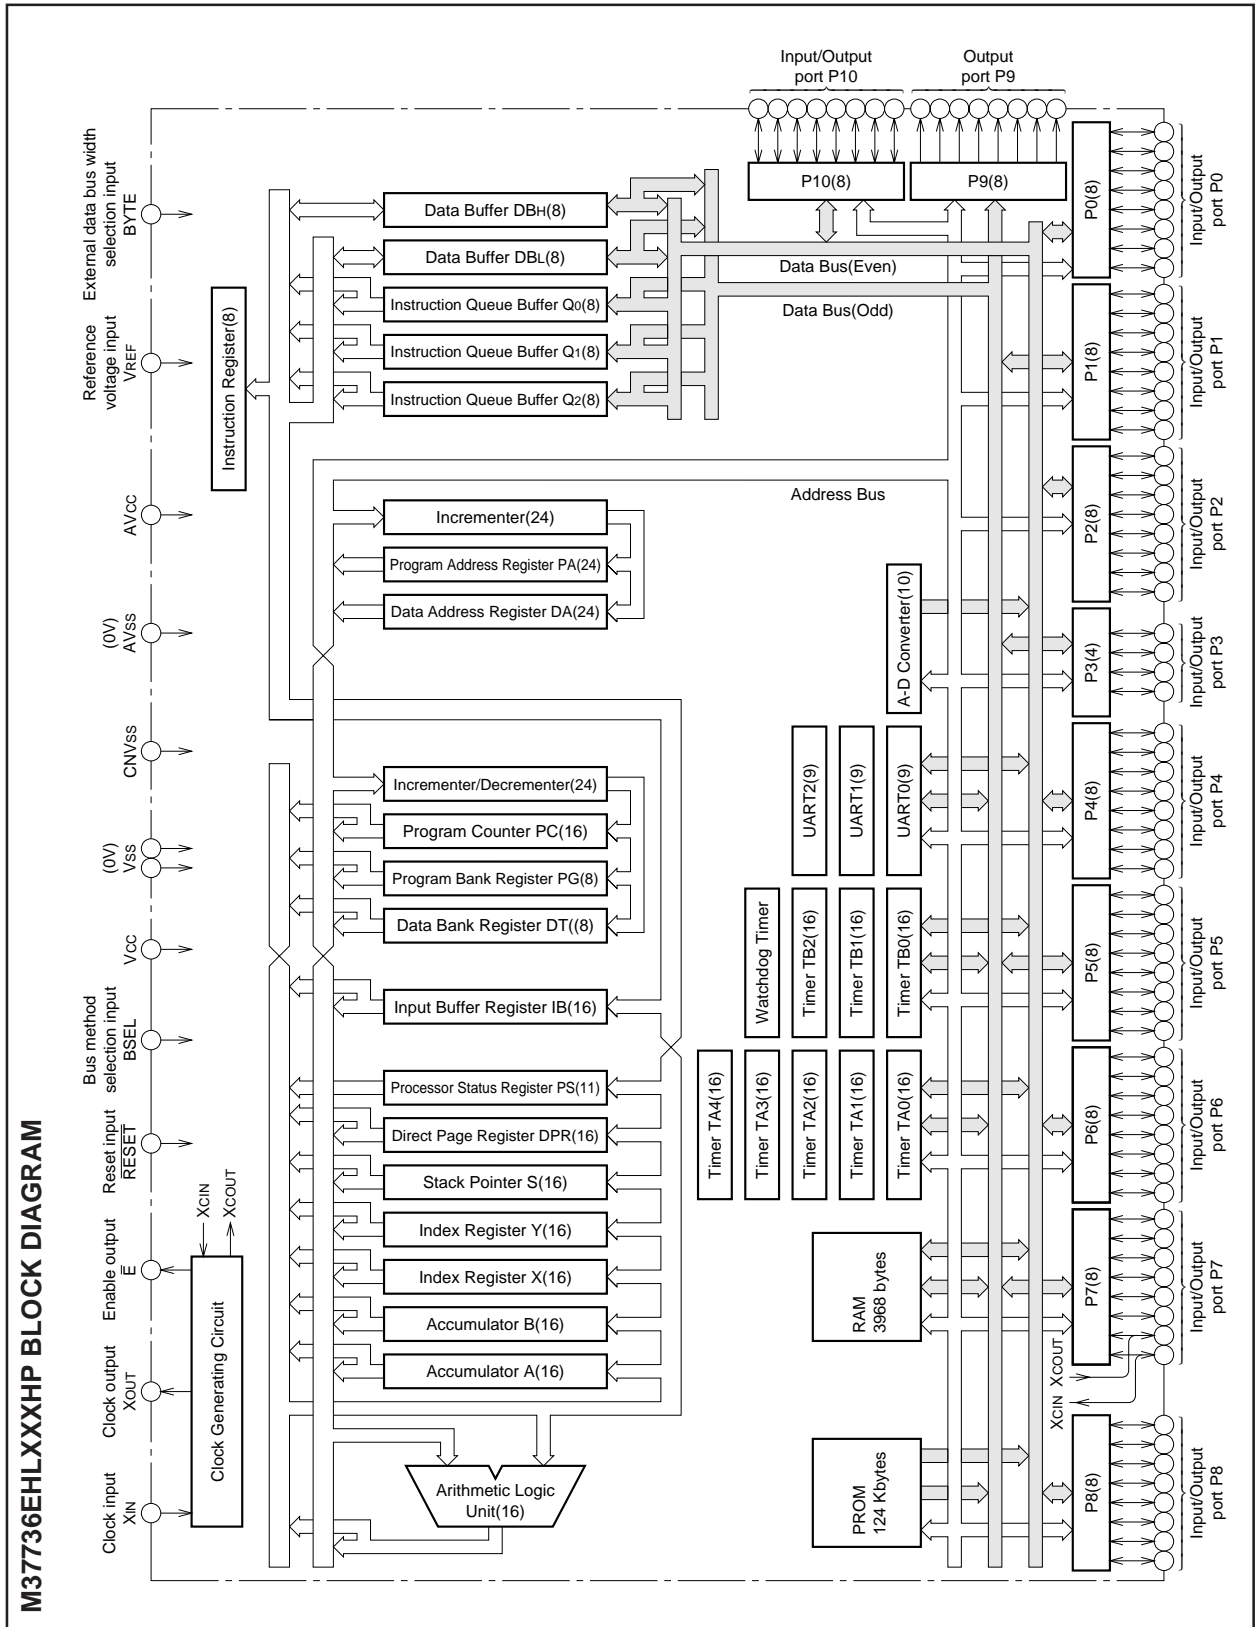 M37736EHLXXXHP BLOCK DIAGRAM
Clock input
XIN
Clock output
XOUT
Enable output
E
Reset input
RESET
Bus method
selection input
BSEL
VCC
(0V)
VSS
CNVSS
(0V)
AVSS
AVCC
Reference
voltage input
VREF
External data bus width
selection input
BYTE
Clock Generating Circuit
XCIN
XCOUT
Instruction Register(8)
Input/Output
port P10
Output
port P9
P10(8)
P9(8)
Data Buffer DBH(8)
Data Buffer DBL(8)
Instruction Queue Buffer Q0(8)
Instruction Queue Buffer Q1(8)
Instruction Queue Buffer Q2(8)
Data Bus(Even)
Data Bus(Odd)
Address Bus
Incrementer(24)
Program Address Register PA(24)
Data Address Register DA(24)
Incrementer/Decrementer(24)
Program Counter PC(16)
Program Bank Register PG(8)
Data Bank Register DT((8)
Input Buffer Register IB(16)
Processor Status Register PS(11)
Direct Page Register DPR(16)
Stack Pointer S(16)
Index Register Y(16)
Index Register X(16)
Accumulator B(16)
Accumulator A(16)
Arithmetic Logic
Unit(16)
A-D Converter(10)
UART2(9)
UART1(9)
UART0(9)
Watchdog Timer
Timer TB2(16)
Timer TB1(16)
Timer TB0(16)
Timer TA4(16)
Timer TA3(16)
Timer TA2(16)
Timer TA1(16)
Timer TA0(16)
RAM
3968 bytes
PROM
124 Kbytes
XCIN
XCOUT
P0(8)
Input/Output
port P0
P1(8)
Input/Output
port P1
P2(8)
Input/Output
port P2
P3(4)
Input/Output
port P3
P4(8)
Input/Output
port P4
P5(8)
Input/Output
port P5
P6(8)
Input/Output
port P6
P7(8)
Input/Output
port P7
P8(8)
Input/Output
port P8